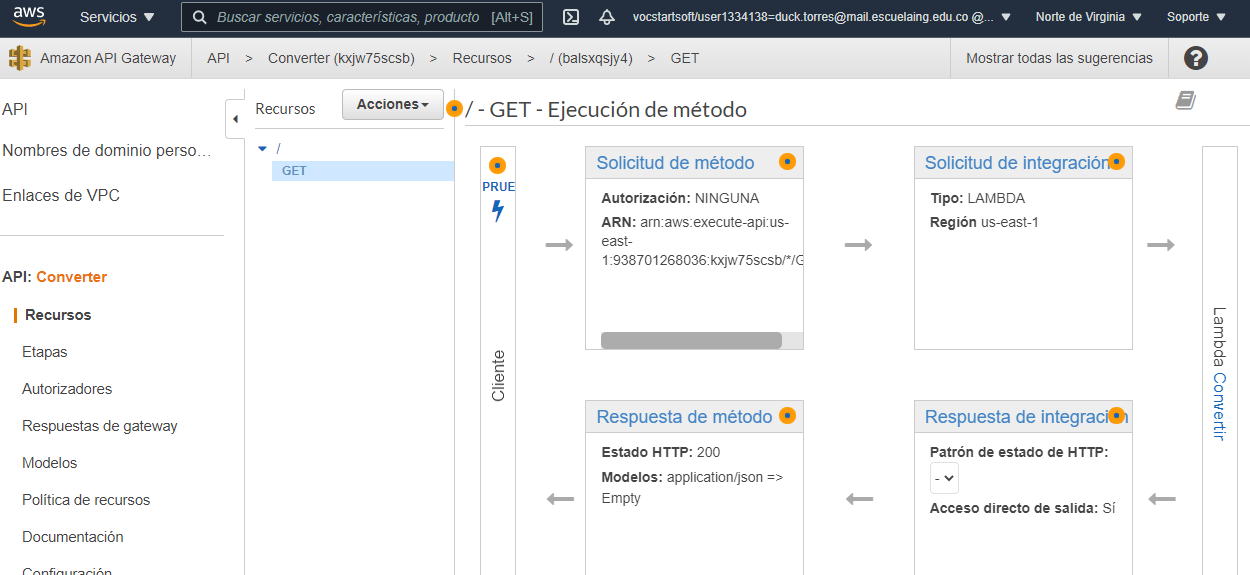 aws
Servicios
Buscar servicios, características, producto [Alt+S]
vocstartsoft/user1334138=duck.torres@mail.escuelaing.edu.co @...
Norte de Virginia
Soporte
Amazon API Gateway
API > Converter (kxjw75scsb) > Recursos > / (balsxqsjy4) > GET
Mostrar todas las sugerencias
?
API
Nombres de dominio perso...
Enlaces de VPC
API: Converter
Recursos
Etapas
Autorizadores
Respuestas de gateway
Modelos
Política de recursos
Documentación
Configuración
Recursos
Acciones
/
GET
/ - GET - Ejecución de método
PRUE
Cliente
Solicitud de método
Autorización: NINGUNA
ARN: arn:aws:execute-api:us-
east-
1:938701268036:kxjw75scsb/*/G
Solicitud de integración
Tipo: LAMBDA
Región us-east-1
Lambda Convertir
Respuesta de método
Estado HTTP: 200
Modelos: application/json =>
Empty
Respuesta de integración
Patrón de estado de HTTP:
-
Acceso directo de salida: Sí